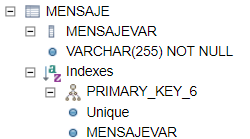 MENSAJE
MENSAJEVAR
VARCHAR(255) NOT NULL
Indexes
PRIMARY_KEY_6
Unique
MENSAJEVAR